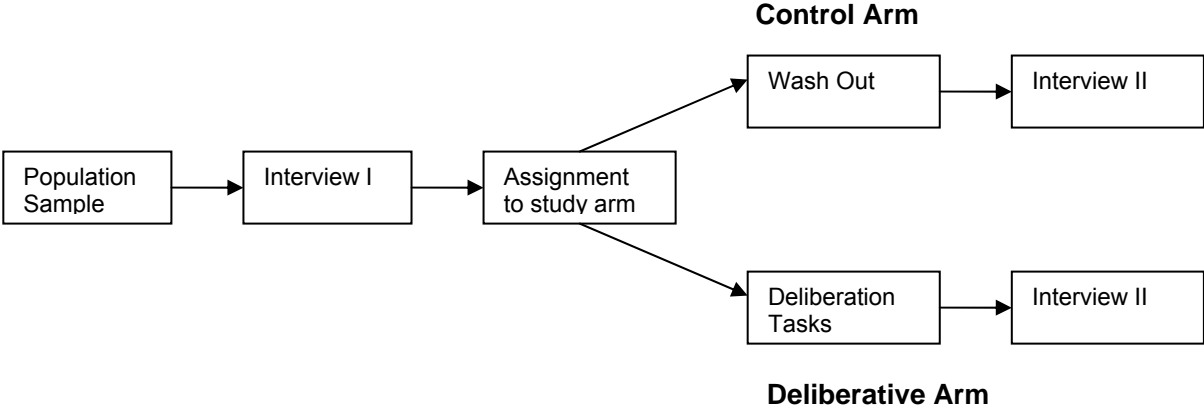 Control Arm
Wash Out
Interview II
Population
Sample
Interview I
Assignment
to study arm
Deliberation
Tasks
Interview II
Deliberative Arm